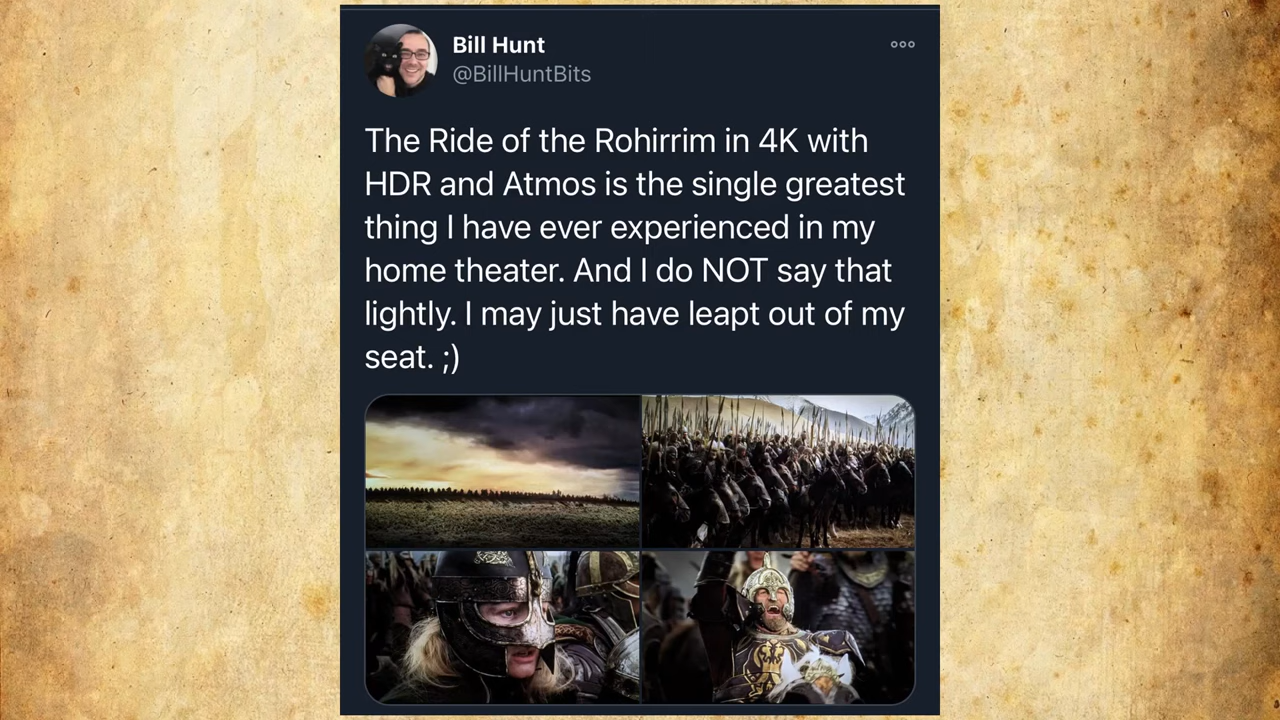 Bill Hunt
@BillHuntBits
The Ride of the Rohirrim in 4K with
HDR and Atmos is the single greatest
thing I have ever experienced in my
home theater. And I do NOT say that
lightly. I may just have leapt out of my
seat. ;)